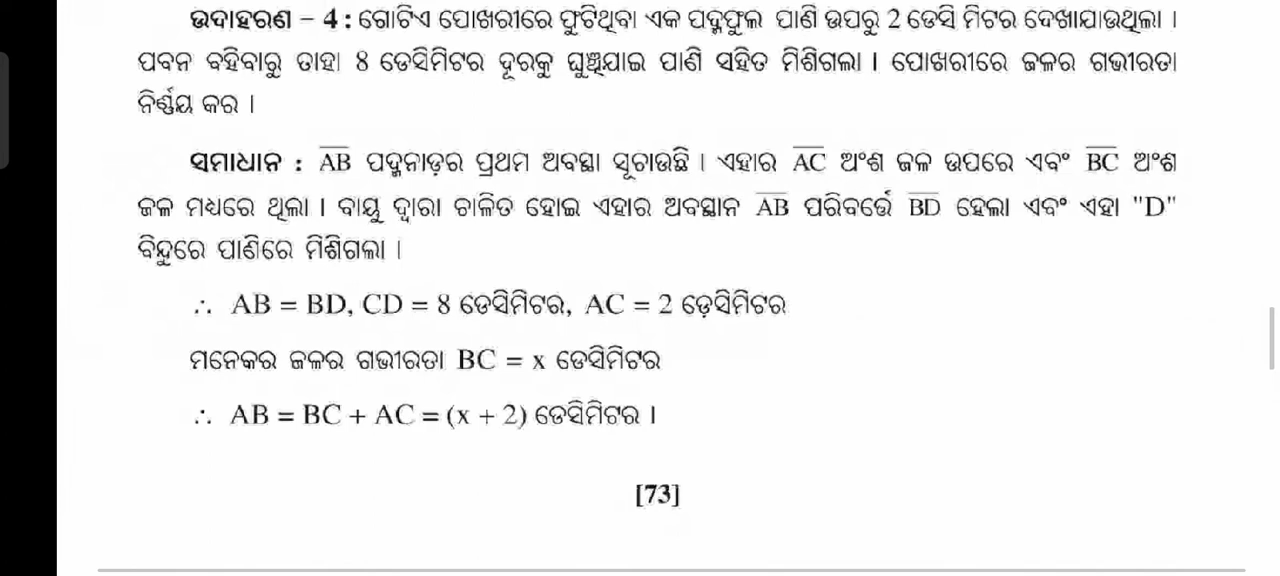 ଉଦାହରଣ – 4 : ଗୋଟିଏ ପୋଖରୀରେ ଫୁଟିଥିବା ଏକ ପଦ୍ମଫୁଲ ପାଣି ଉପରୁ 2 ଡେସି ମିଟର ଦେଖାଯାଉଥିଲା ।
ପବନ ବହିବାରୁ ତାହା 8 ଡେସିମିଟର ଦୂରକୁ ଘୁଞ୍ଚିଯାଇ ପାଣି ସହିତ ମିଶିଗଲା । ପୋଖରୀରେ ଜଳର ଗଭୀରତା
ନିର୍ଣ୍ଣୟ କର ।
ସମାଧାନ : AB ପଦ୍ମନାଡ଼ର ପ୍ରଥମ ଅବସ୍ଥା ସୂଚାଉଛି । ଏହାର AC ଅଂଶ ଜଳ ଉପରେ ଏବଂ BC ଅଂଶ
ଜଳ ମଧ୍ୟରେ ଥିଲା । ବାୟୁ ଦ୍ୱାରା ଚାଳିତ ହୋଇ ଏହାର ଅବସ୍ଥାନ AB ପରିବର୍ତ୍ତେ BD ହେଲା ଏବଂ ଏହା "D"
ବିନ୍ଦୁରେ ପାଣିରେ ମିଶିଗଲା ।
∴ AB = BD, CD = 8 ଡେସିମିଟର, AC = 2 ଡ଼େସିମିଟର
ମନେକର ଜଳର ଗଭୀରତା BC = x ଡେସିମିଟର
∴ AB = BC + AC = (x + 2) ଡେସିମିଟର ।
[73]